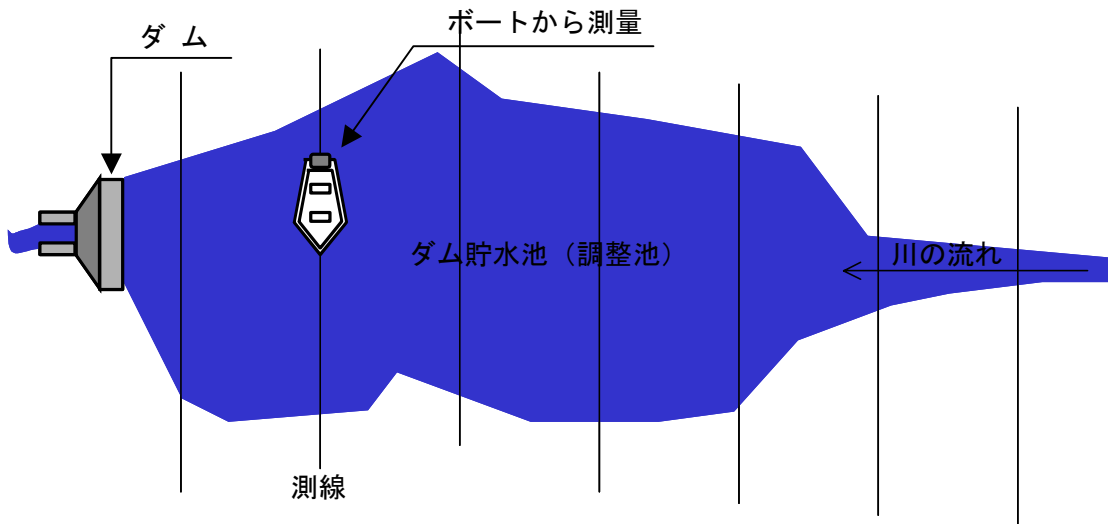 ボートから測量
ダ ム
ダム貯水池（調整池）
川の流れ
測線